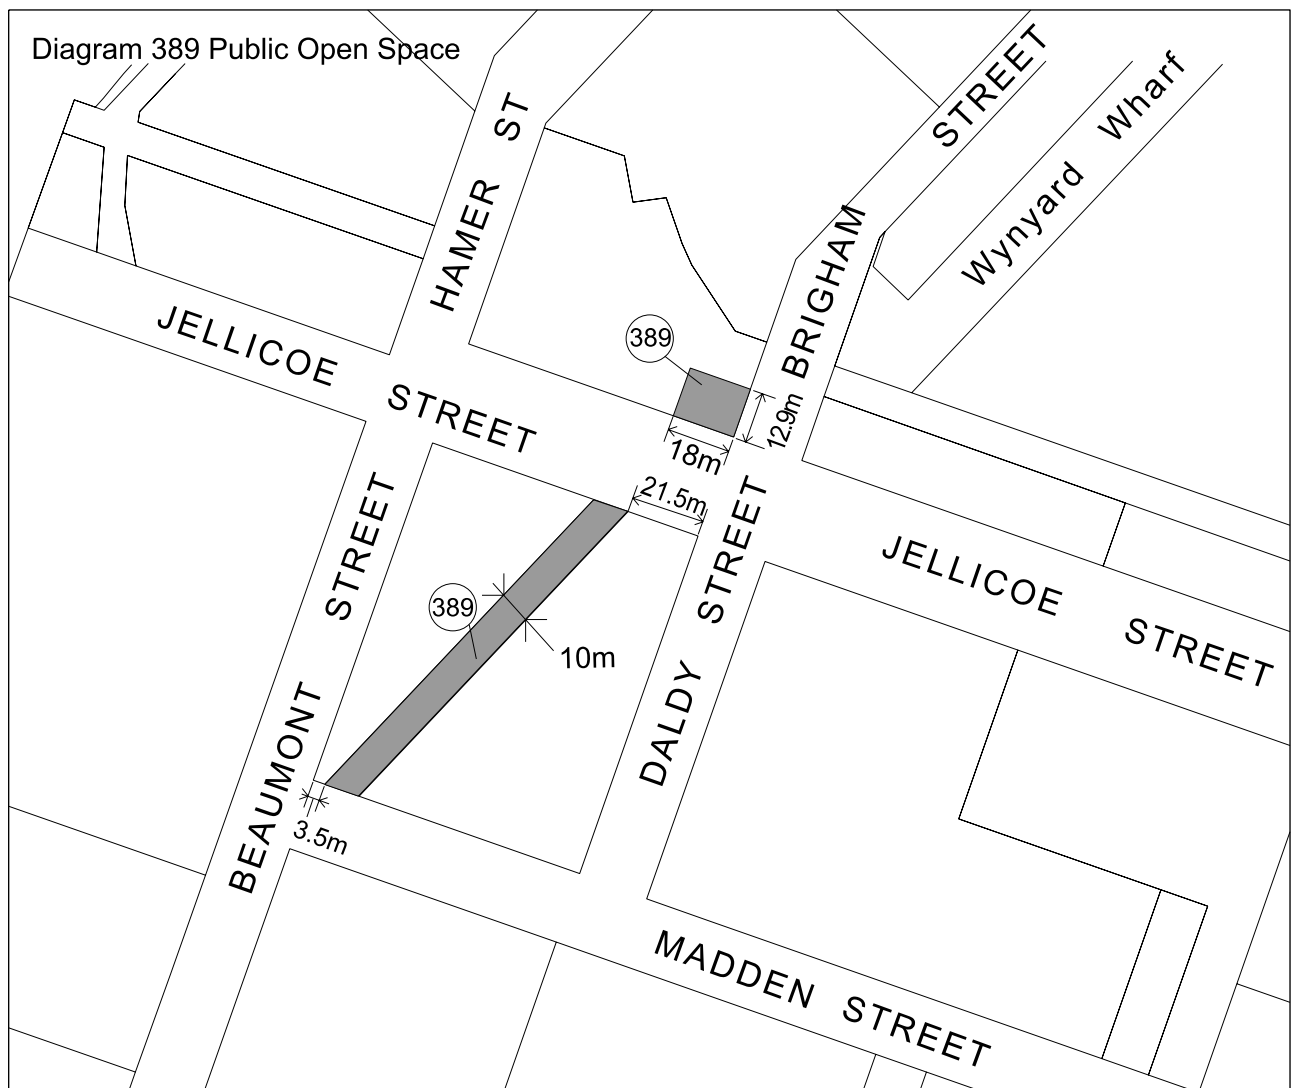 Diagram 389 Public Open Space
HAMER ST
BRIGHAM STREET
Wynyard Wharf
JELLICOE STREET
389
12.9m
18m
21.5m
BEAUMONT STREET
DALDY STREET
JELLICOE STREET
389
10m
3.5m
MADDEN STREET